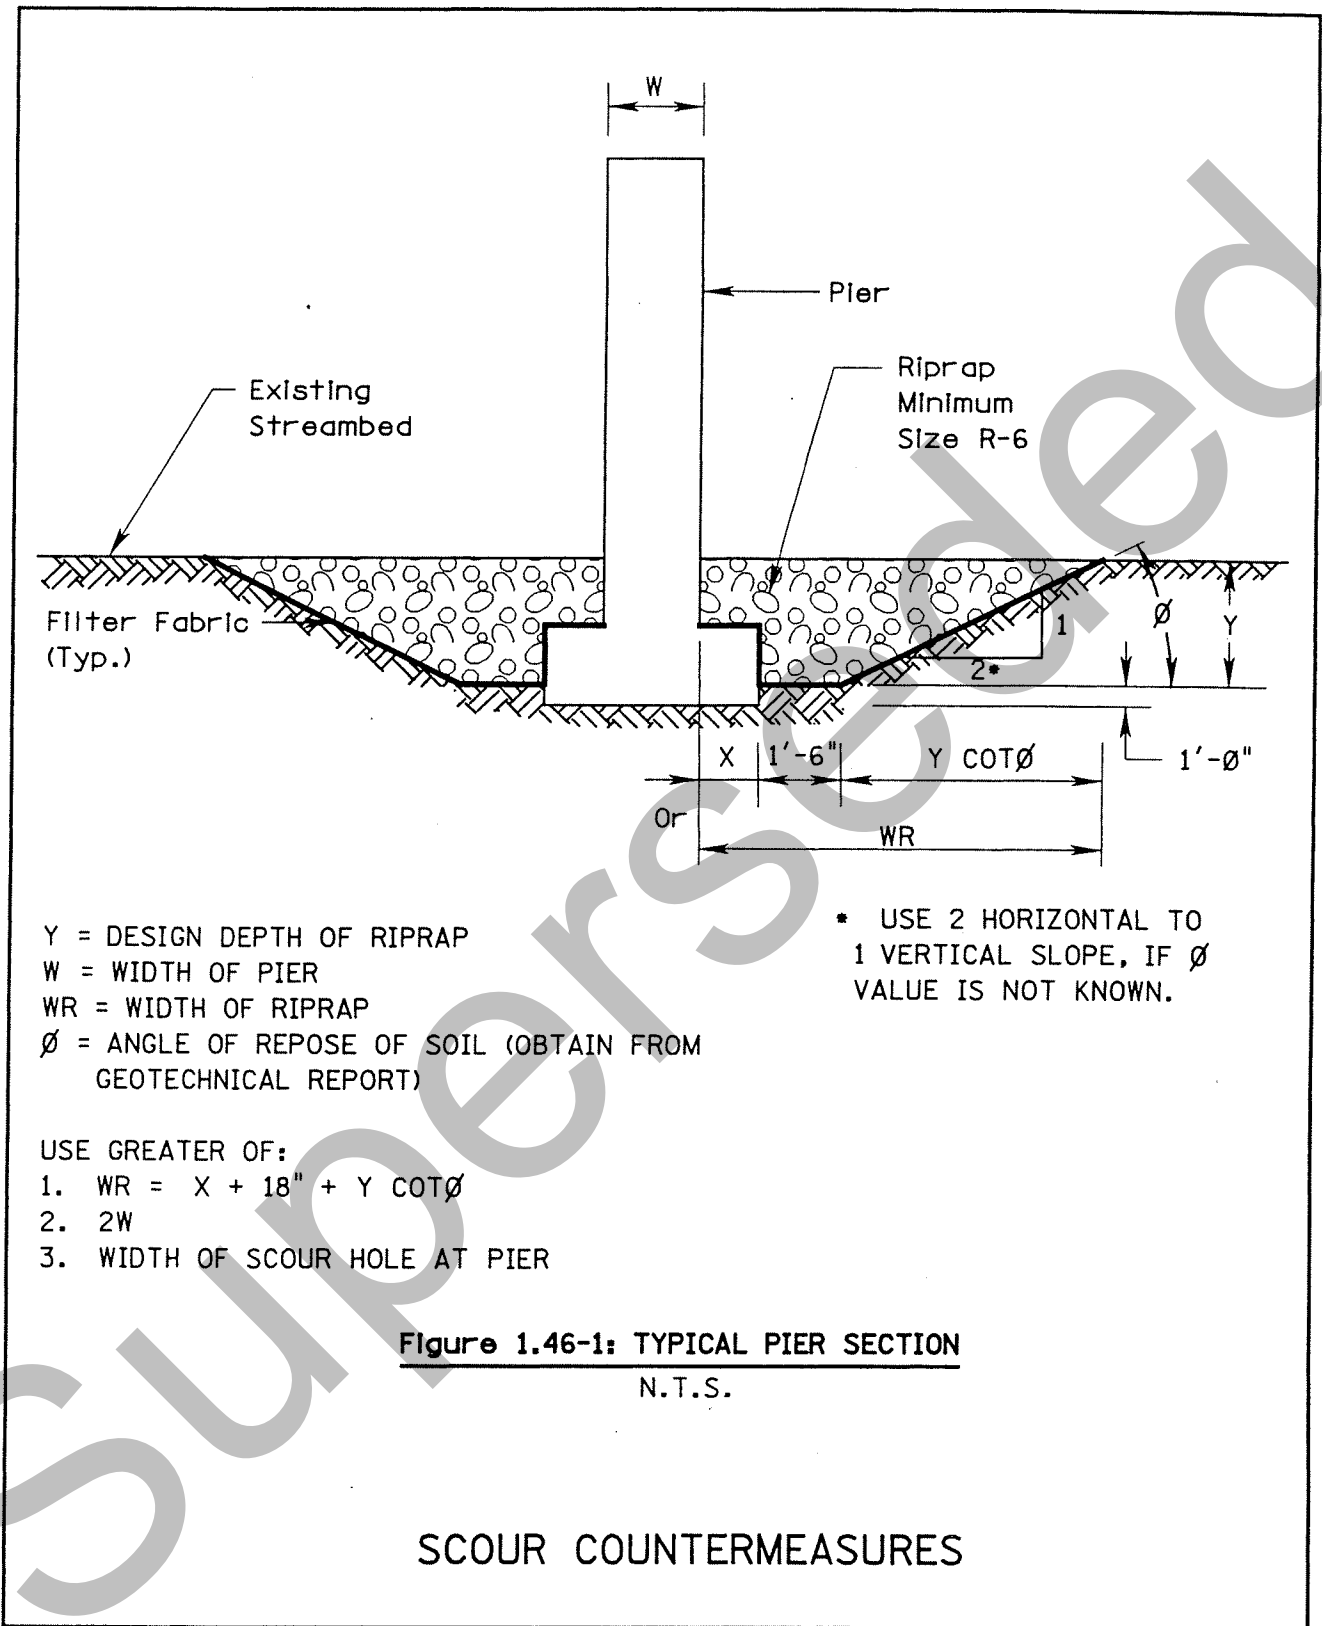 W
Pier
Existing
Streambed
Riprap
Minimum
Size R-6
Filter Fabric
(Typ.)
1
2*
Ø
Y
X
1'-6"
Y COTØ
1'-Ø"
Or
WR
Y = DESIGN DEPTH OF RIPRAP
W = WIDTH OF PIER
WR = WIDTH OF RIPRAP
Ø = ANGLE OF REPOSE OF SOIL (OBTAIN FROM
GEOTECHNICAL REPORT)
* USE 2 HORIZONTAL TO
1 VERTICAL SLOPE, IF Ø
VALUE IS NOT KNOWN.
USE GREATER OF:
1. WR = X + 18" + Y COTØ
2. 2W
3. WIDTH OF SCOUR HOLE AT PIER
Figure 1.46-1: TYPICAL PIER SECTION
N.T.S.
SCOUR COUNTERMEASURES
Superseded